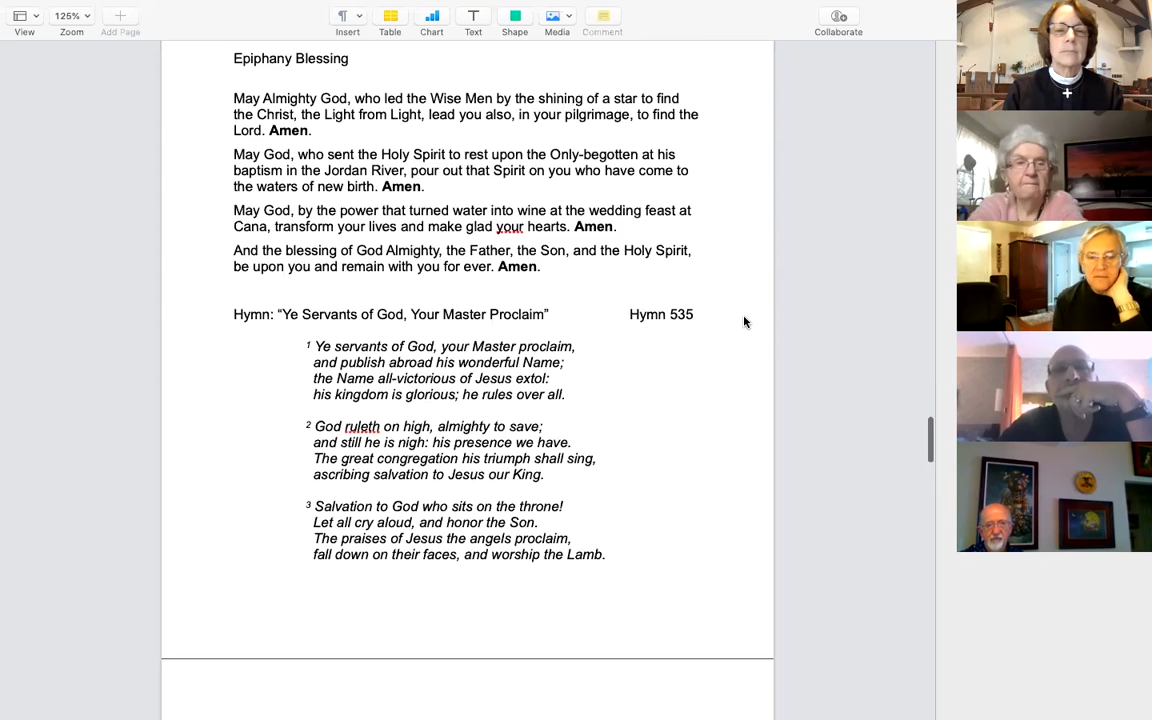 View
125%
Zoom
Add Page
Insert
Table
Chart
Text
Shape
Media
Comment
Collaborate
Epiphany Blessing
May Almighty God, who led the Wise Men by the shining of a star to find
the Christ, the Light from Light, lead you also, in your pilgrimage, to find the
Lord. Amen.
May God, who sent the Holy Spirit to rest upon the Only-begotten at his
baptism in the Jordan River, pour out that Spirit on you who have come to
the waters of new birth. Amen.
May God, by the power that turned water into wine at the wedding feast at
Cana, transform your lives and make glad your hearts. Amen.
And the blessing of God Almighty, the Father, the Son, and the Holy Spirit,
be upon you and remain with you for ever. Amen.
Hymn: “Ye Servants of God, Your Master Proclaim” Hymn 535
1 Ye servants of God, your Master proclaim,
and publish abroad his wonderful Name;
the Name all-victorious of Jesus extol:
his kingdom is glorious; he rules over all.
2 God ruleth on high, almighty to save;
and still he is nigh: his presence we have.
The great congregation his triumph shall sing,
ascribing salvation to Jesus our King.
3 Salvation to God who sits on the throne!
Let all cry aloud, and honor the Son.
The praises of Jesus the angels proclaim,
fall down on their faces, and worship the Lamb.